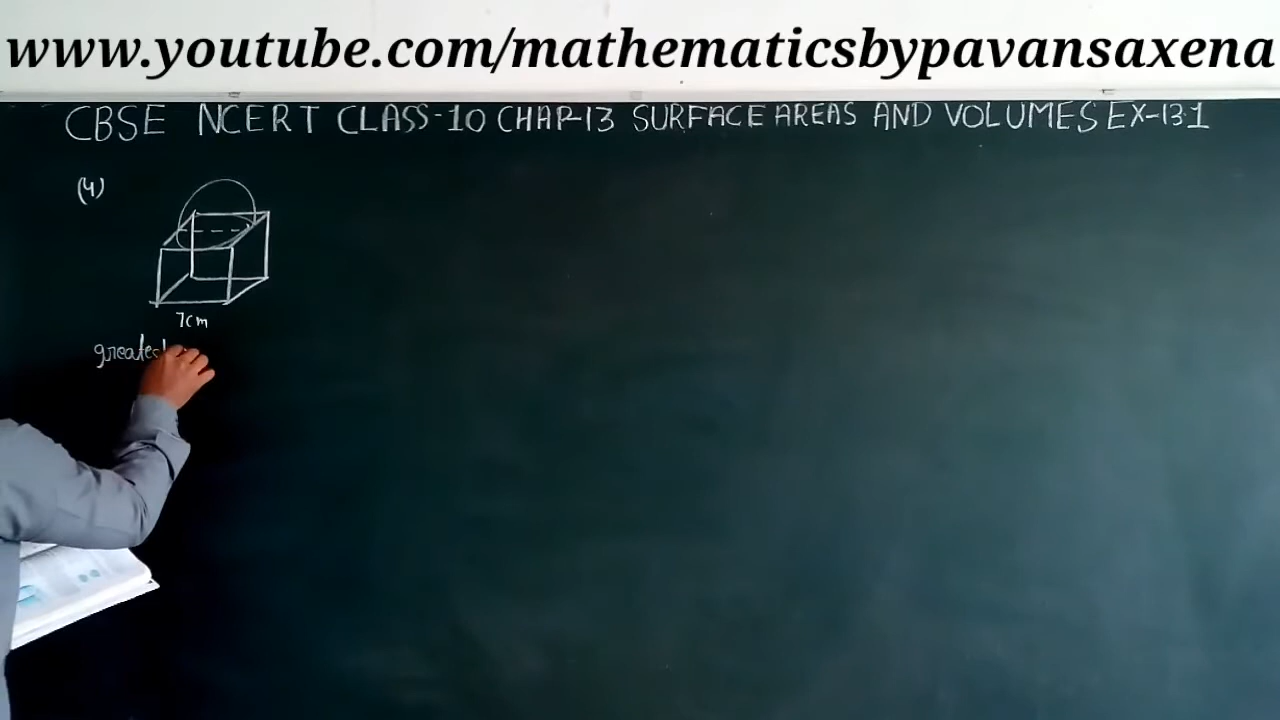 www.youtube.com/mathematicsbypavansaxena
CBSE NCERT CLASS-10 CHAP-13 SURFACE AREAS AND VOLUMES EX-13.1
(4)
7cm
greatest